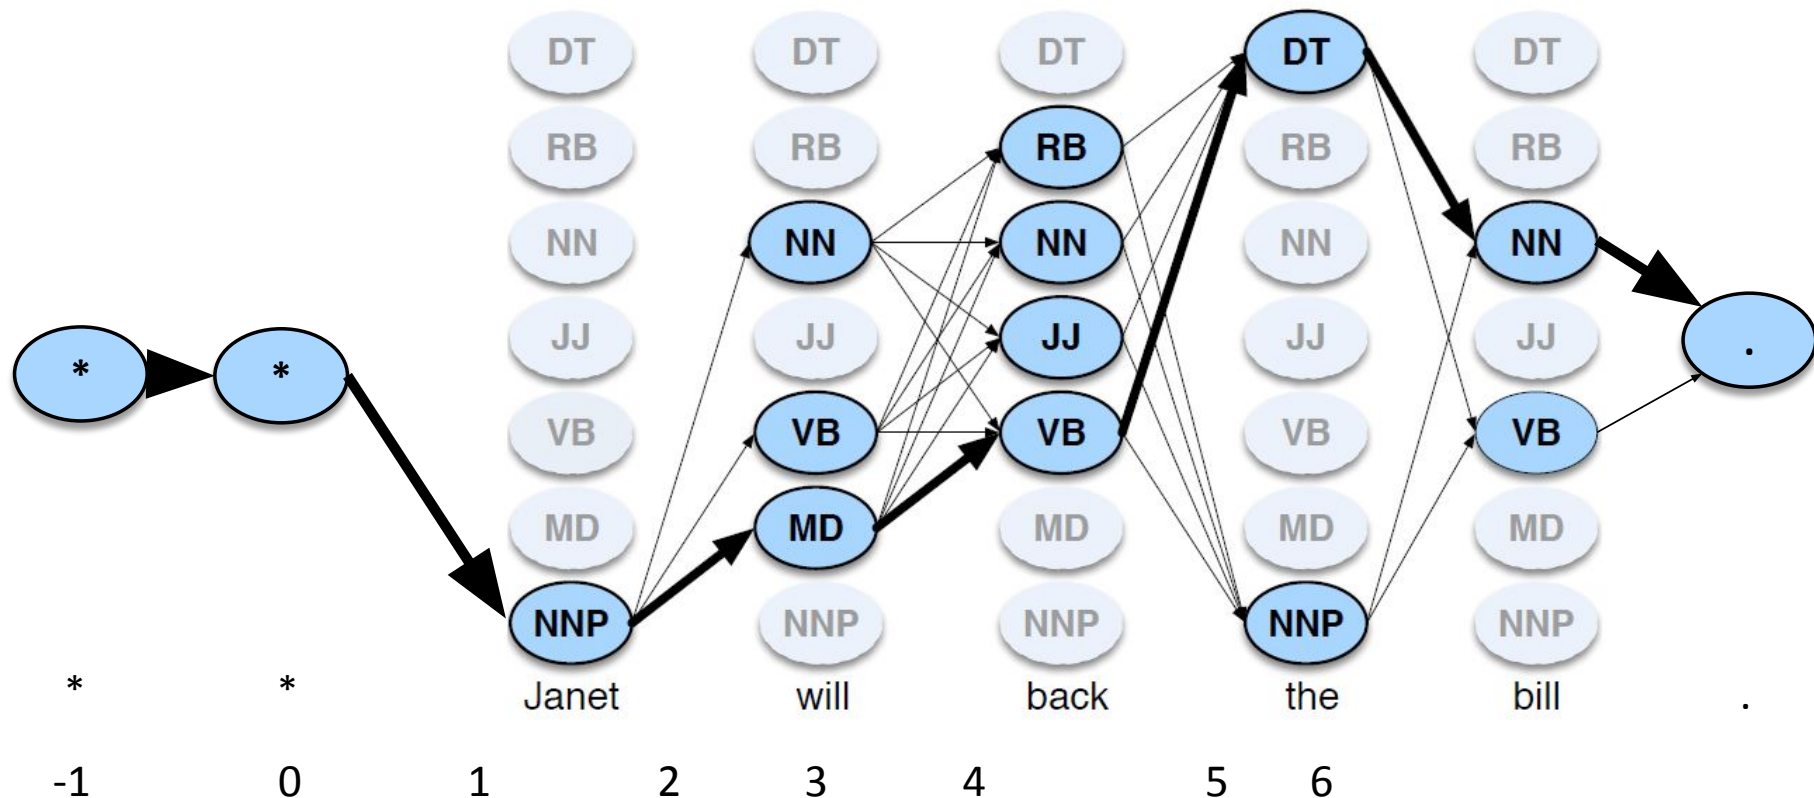 DT DT DT DT DT
RB RB RB RB RB
NN NN NN NN NN
JJ JJ JJ JJ JJ
* * .
VB VB VB VB VB
MD MD MD MD MD
NNP NNP NNP NNP NNP
* * Janet will back the bill .
-1 0 1 2 3 4 5 6